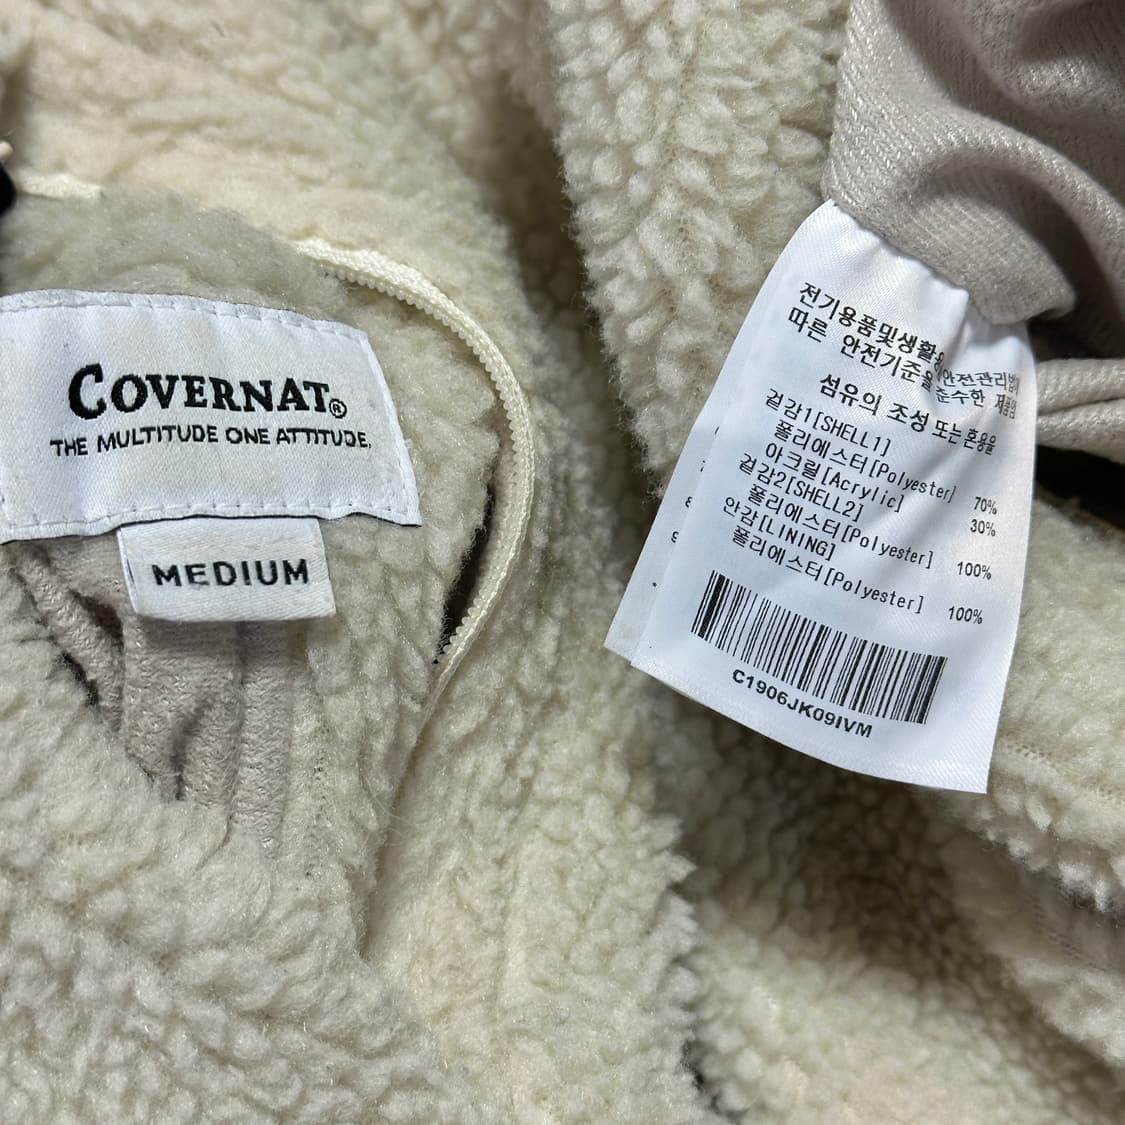 COVERNAT®
THE MULTITUDE ONE ATTITUDE.
MEDIUM
전기용품및생활용 안전관리법에
따른 안전기준을 준수한 제품임
섬유의 조성 또는 혼용율
겉감1[SHELL1]
폴리에스터[Polyester] 70%
아크릴[Acrylic] 30%
겉감2[SHELL2]
폴리에스터[Polyester] 100%
안감[LINING]
폴리에스터[Polyester] 100%
C1906JK09IVM